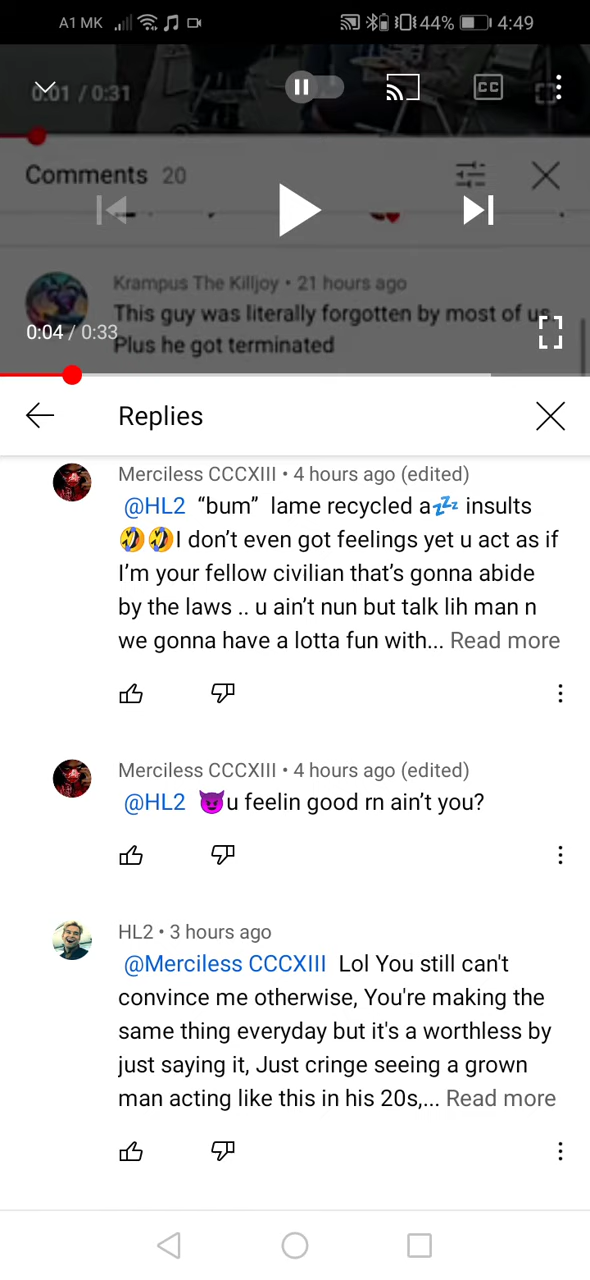 A1 MK 44% 4:49
0:01 / 0:31
CC
Comments 20
Krampus The Killjoy • 21 hours ago
This guy was literally forgotten by most of us.
Plus he got terminated
0:04 / 0:33
Replies
Merciless CCCXIII • 4 hours ago (edited)
@HL2 “bum” lame recycled a💤 insults
🤣🤣I don’t even got feelings yet u act as if
I’m your fellow civilian that’s gonna abide
by the laws .. u ain’t nun but talk lih man n
we gonna have a lotta fun with... Read more
Merciless CCCXIII • 4 hours ago (edited)
@HL2 😈u feelin good rn ain’t you?
HL2 • 3 hours ago
@Merciless CCCXIII Lol You still can't
convince me otherwise, You're making the
same thing everyday but it's a worthless by
just saying it, Just cringe seeing a grown
man acting like this in his 20s,... Read more